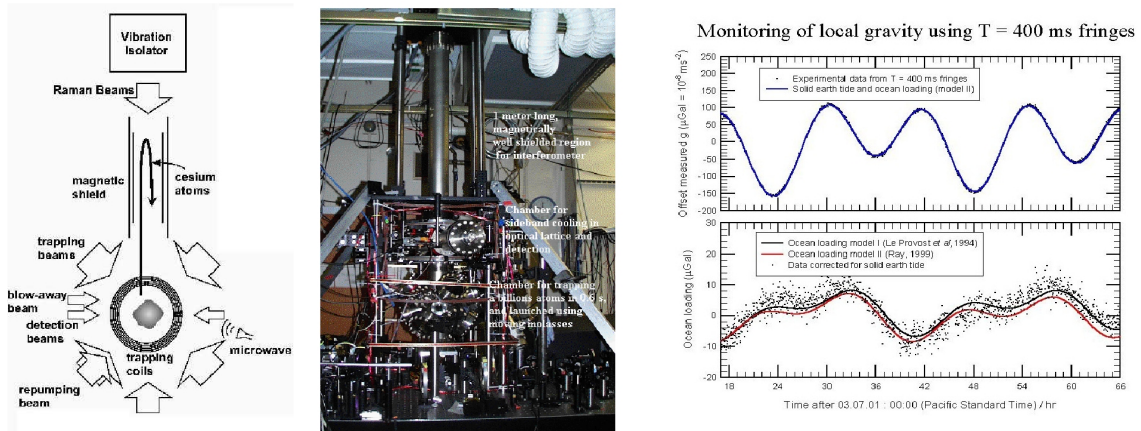 Vibration
Isolator
Raman Beams
magnetic
shield
cesium
atoms
trapping
beams
blow-away
beam
detection
beams
trapping
coils
microwave
repumping
beam
1 meter long,
magnetically
well shielded region
for interferometer
Chamber for
sideband cooling in
optical lattice and
detection
Chamber for trapping
a billions atoms in 0.6 s,
and launched using
moving molasses
Monitoring of local gravity using T = 400 ms fringes
Offset measured g (µGal = 10⁻⁸ ms⁻²)
250
200
150
100
50
0
-50
-100
-150
-200
Experimental data from T = 400 ms fringes
Solid earth tide and ocean loading (model II)
Ocean loading (µGal)
30
20
10
0
-10
-20
Ocean loading model I (Le Provost et al, 1994)
Ocean loading model II (Ray, 1999)
Data corrected for solid earth tide
18 24 30 36 42 48 54 60 66
Time after 03.07.01 : 00:00 (Pacific Standard Time) / hr